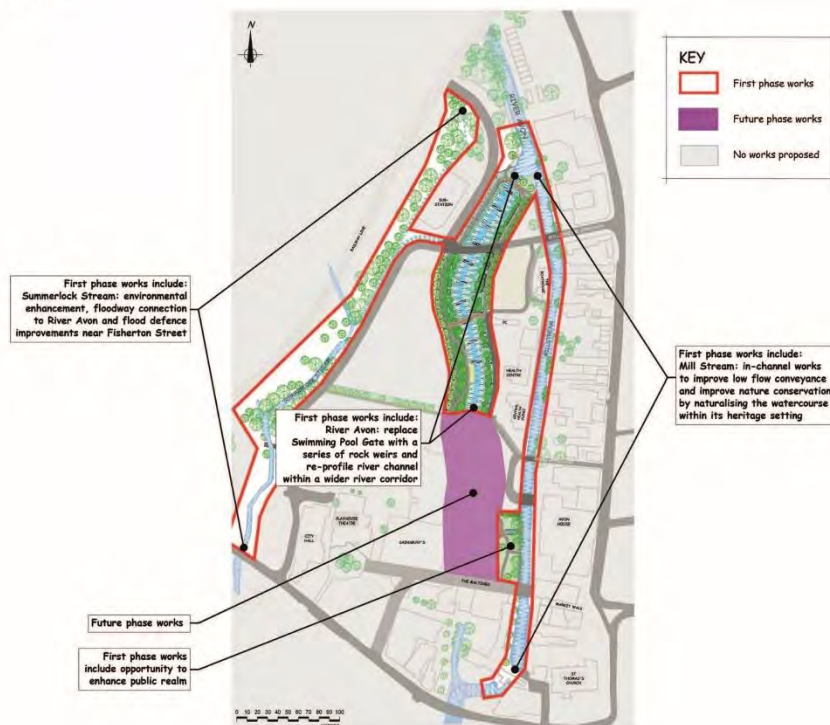 N
KEY
First phase works
Future phase works
No works proposed
RIVER AVON
SUB-
STATION
RAILWAY LINE
First phase works include:
Summerlock Stream: environmental
enhancement, floodway connection
to River Avon and flood defence
improvements near Fisherton Street
MILLSTREAM
FC
HEALTH
CENTRE
First phase works include:
Mill Stream: in-channel works
to improve low flow conveyance
and improve nature conservation
by naturalising the watercourse
within its heritage setting
SUMMERLOCK STREAM
First phase works include:
River Avon: replace
Swimming Pool Gate with a
series of rock weirs and
re-profile river channel
within a wider river corridor
CITY
HALL
PLAYHOUSE
THEATRE
SAINSBURY'S
AVON
HOUSE
THE MALTINGS
MARKET WALK
ST
THOMAS'S
CHURCH
Future phase works
First phase works
include opportunity to
enhance public realm
0 10 20 30 40 50 60 70 80 90 100